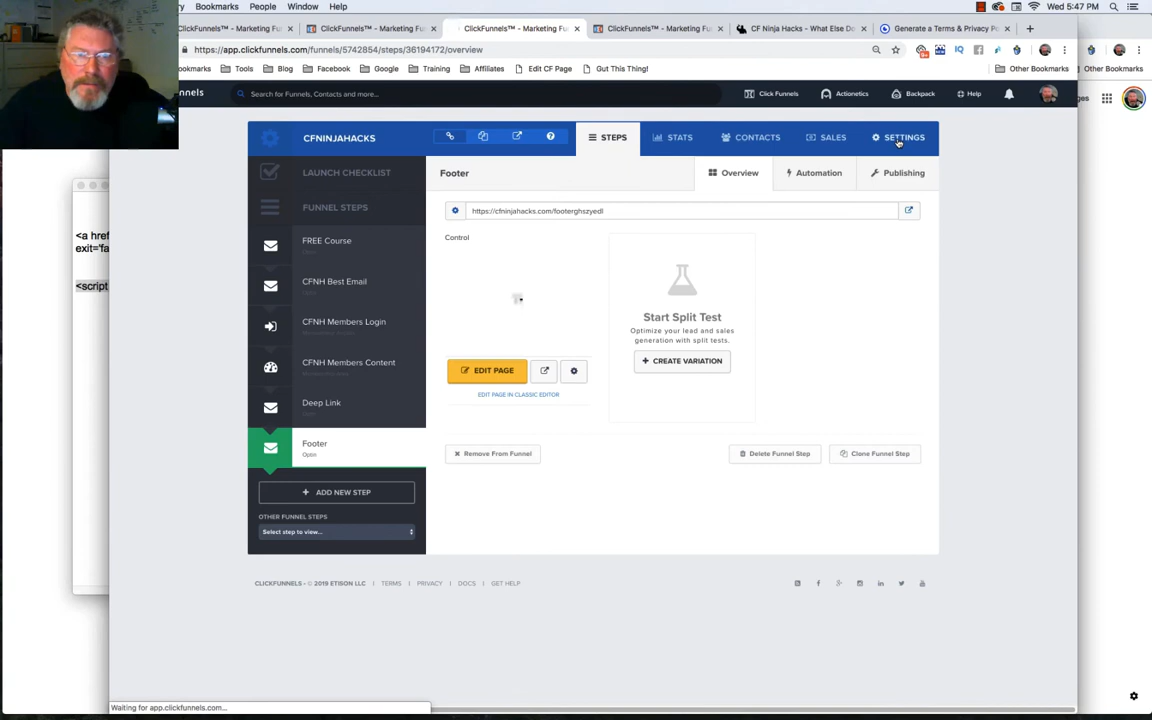 Bookmarks People Window Help
Wed 5:47 PM
ClickFunnels™ - Marketing Fun
ClickFunnels™ - Marketing Fun
ClickFunnels™ - Marketing Fun
ClickFunnels™ - Marketing Fun
CF Ninja Hacks - What Else Do
Generate a Terms & Privacy Po
https://app.clickfunnels.com/funnels/5742854/steps/36194172/overview
Tools Blog Facebook Google Training Affiliates Edit CF Page Gut This Thing! Other Bookmarks Other Bookmarks
Search for Funnels, Contacts and more...
Click Funnels Actionetics Backpack Help
CFNINJAHACKS
STEPS STATS CONTACTS SALES SETTINGS
LAUNCH CHECKLIST
Footer
Overview Automation Publishing
FUNNEL STEPS
https://cfninjahacks.com/footerghszyedl
<a href
exit='fa
<script
FREE Course
Control
CFNH Best Email
CFNH Members Login
CFNH Members Content
Deep Link
Footer
Optin
Start Split Test
Optimize your lead and sales
generation with split tests.
+ CREATE VARIATION
EDIT PAGE
EDIT PAGE IN CLASSIC EDITOR
Remove From Funnel
Delete Funnel Step
Clone Funnel Step
+ ADD NEW STEP
OTHER FUNNEL STEPS
Select step to view...
CLICKFUNNELS - © 2019 ETISON LLC | TERMS | PRIVACY | DOCS | GET HELP
Waiting for app.clickfunnels.com...